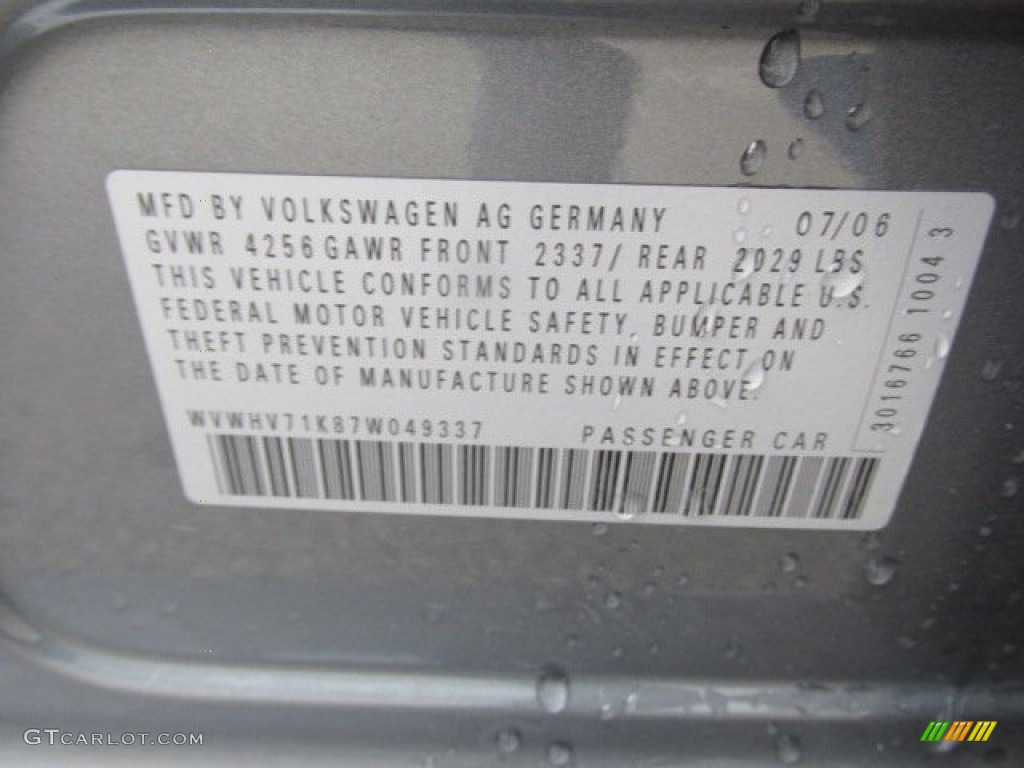 MFD BY VOLKSWAGEN AG GERMANY 07/06
GVWR 4256 GAWR FRONT 2337/ REAR 2029 LBS
THIS VEHICLE CONFORMS TO ALL APPLICABLE U.S.
FEDERAL MOTOR VEHICLE SAFETY, BUMPER AND
THEFT PREVENTION STANDARDS IN EFFECT ON
THE DATE OF MANUFACTURE SHOWN ABOVE.
WVWHV71K87W049337 PASSENGER CAR
3016766 1004 3
GTCARLOT.COM